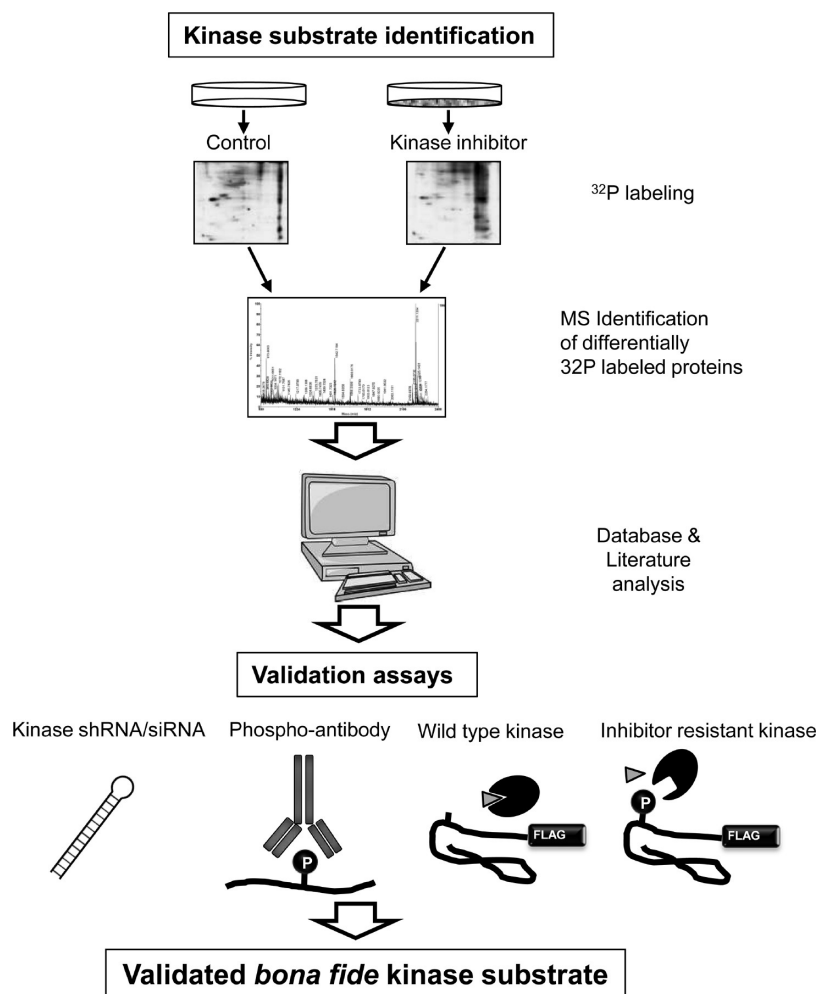 Kinase substrate identification
Control
Kinase inhibitor
32P labeling
MS Identification
of differentially
32P labeled proteins
Database &
Literature
analysis
Validation assays
Kinase shRNA/siRNA
Phospho-antibody
Wild type kinase
Inhibitor resistant kinase
P
FLAG
P
FLAG
Validated bona fide kinase substrate